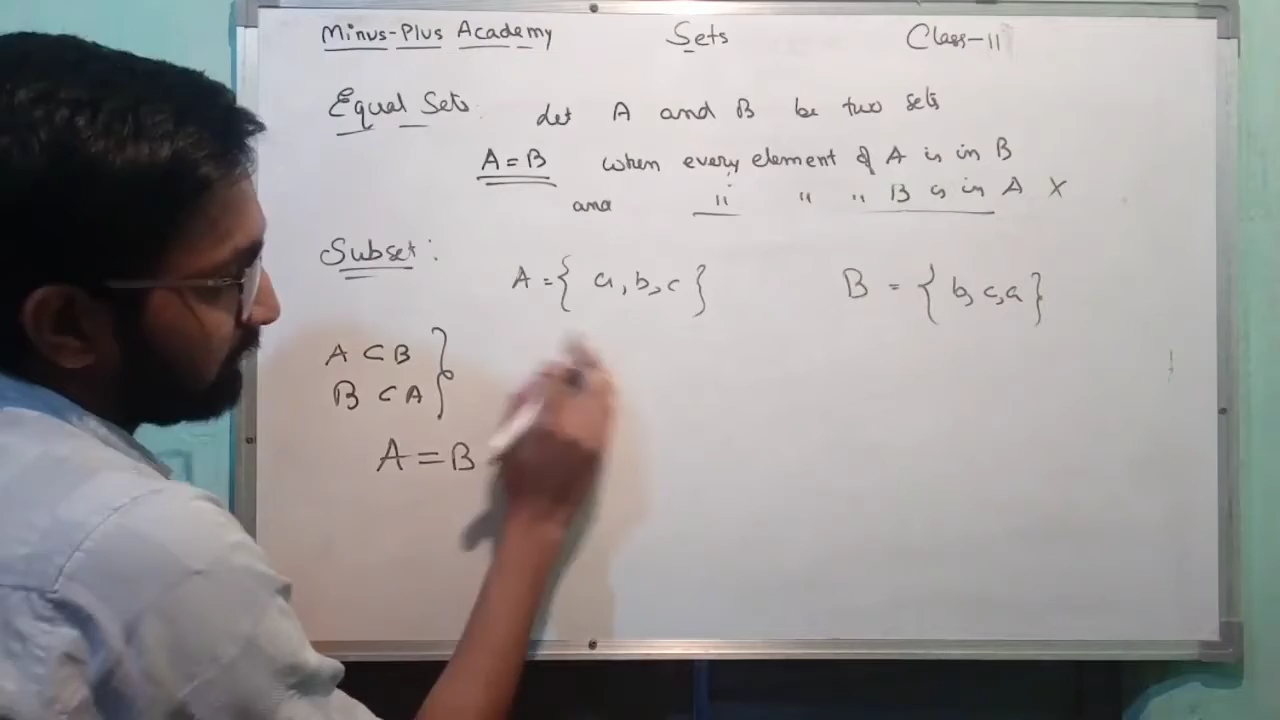 Minus-Plus Academy Sets Class-11
Equal Sets: Let A and B be two sets
A = B when every element of A is in B
and " " " B is in A X
Subset:
A = { a, b, c } B = { b, c, a }
A ⊂ B }
B ⊂ A }
A = B